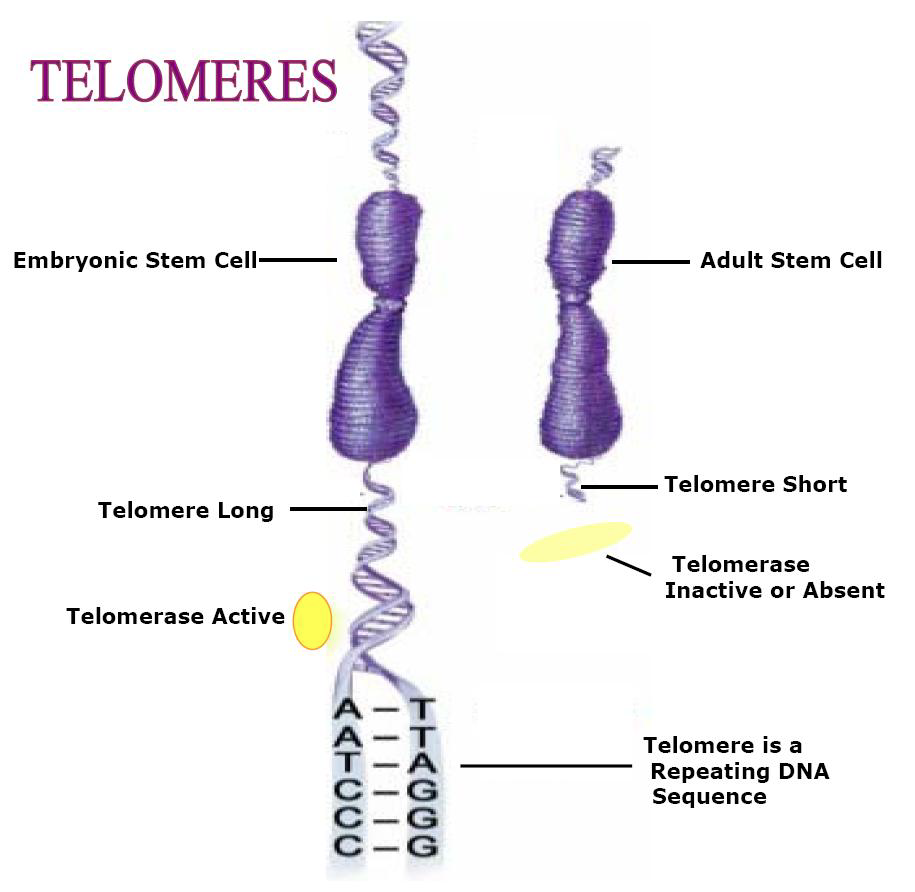 TELOMERES
Embryonic Stem Cell
Adult Stem Cell
Telomere Short
Telomere Long
Telomerase
Inactive or Absent
Telomerase Active
A – T
A – T
T – A
C – G
C – G
C – G
Telomere is a
Repeating DNA
Sequence